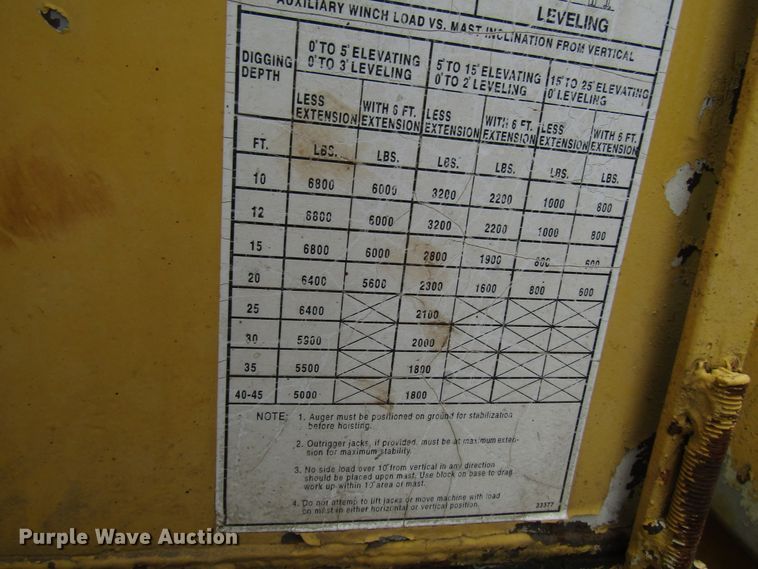 LEVELING
AUXILIARY WINCH LOAD VS. MAST INCLINATION FROM VERTICAL
DIGGING DEPTH
0° TO 5° ELEVATING
0° TO 3° LEVELING
5° TO 15° ELEVATING
0° TO 2° LEVELING
15° TO 25° ELEVATING
0° LEVELING
LESS EXTENSION WITH 6 FT. EXTENSION LESS EXTENSION WITH 6 FT. EXTENSION LESS EXTENSION WITH 6 FT. EXTENSION
FT. LBS. LBS. LBS. LBS. LBS. LBS.
10 6800 6000 3200 2200 1000 800
12 6800 6000 3200 2200 1000 800
15 6800 6000 2800 1900 800 600
20 6400 5600 2300 1600 800 600
25 6400 2100
30 5900 2000
35 5500 1800
40-45 5000 1800
NOTE: 1. Auger must be positioned on ground for stabilization
before hoisting.
2. Outrigger jacks, if provided, must be at maximum exten-
sion for maximum stability.
3. No side load over 10° from vertical in any direction
should be placed upon mast. Use block on base to drag
work up within 10° area of mast.
4. Do not attemp to lift jacks or move machine with load
on mast in either horizontal or vertical position.
23377
Purple Wave Auction